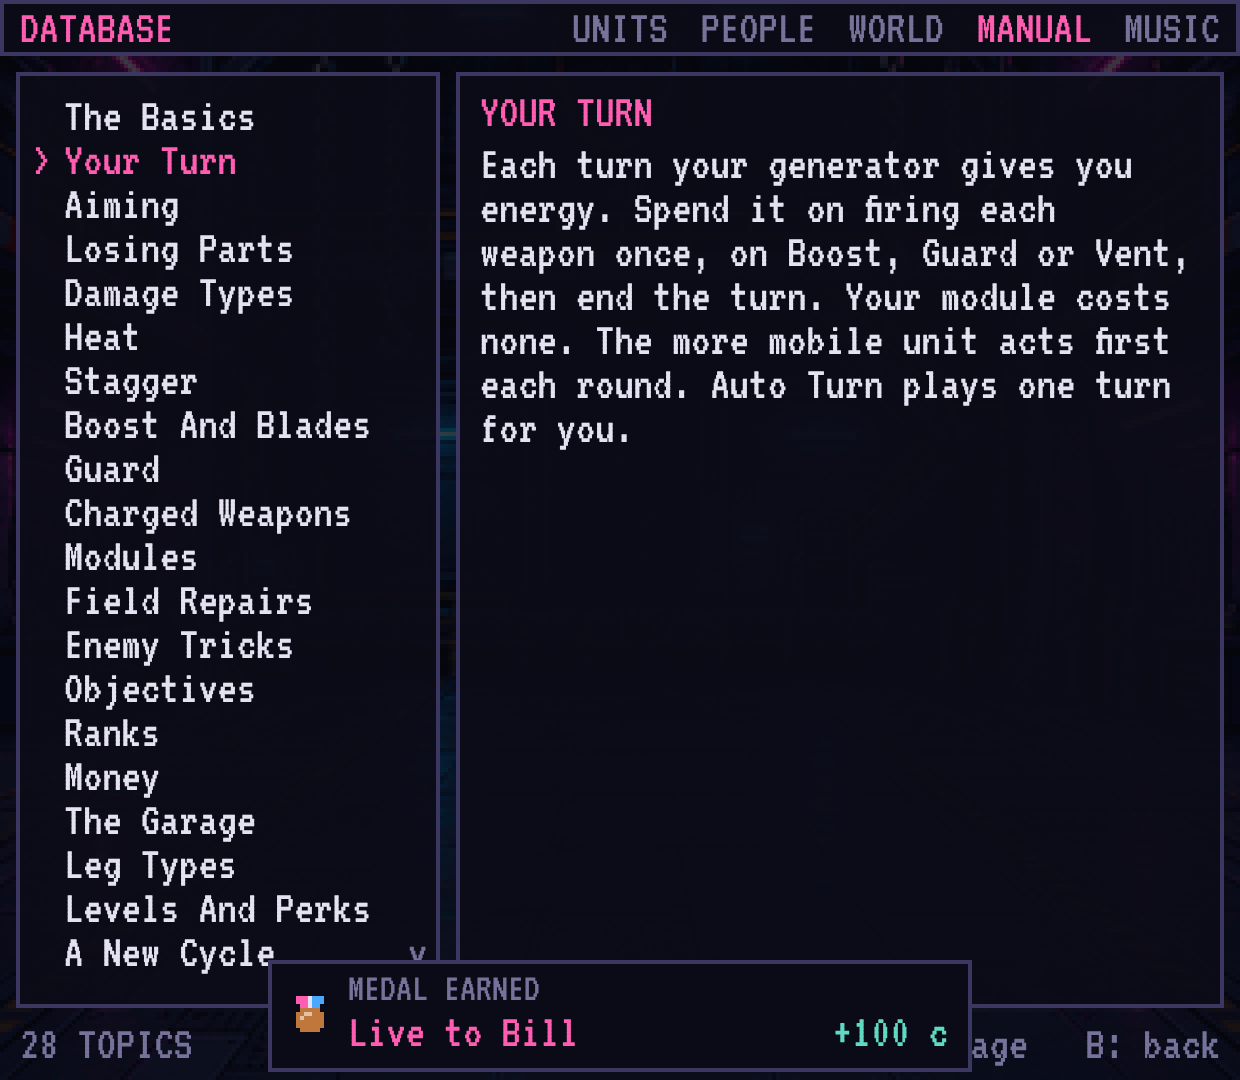 DATABASE
UNITS PEOPLE WORLD MANUAL MUSIC
The Basics
> Your Turn
Aiming
Losing Parts
Damage Types
Heat
Stagger
Boost And Blades
Guard
Charged Weapons
Modules
Field Repairs
Enemy Tricks
Objectives
Ranks
Money
The Garage
Leg Types
Levels And Perks
A New Cycle
v
YOUR TURN
Each turn your generator gives you
energy. Spend it on firing each
weapon once, on Boost, Guard or Vent,
then end the turn. Your module costs
none. The more mobile unit acts first
each round. Auto Turn plays one turn
for you.
MEDAL EARNED
Live to Bill +100 c
28 TOPICS
B: back